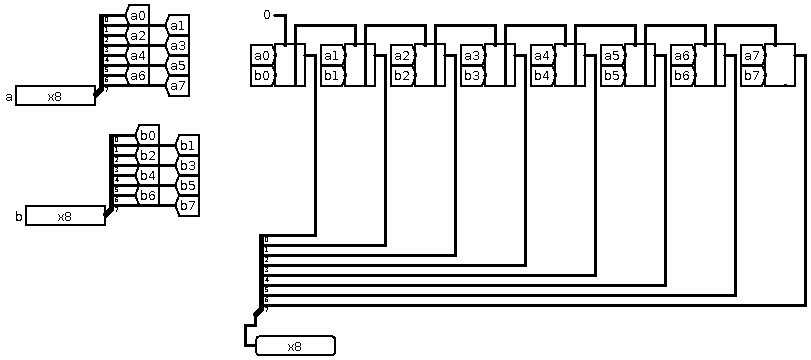 a0
a1
a2
a3
a4
a5
a6
a7
a x8
0 1 2 3 4 5 6 7
b0
b1
b2
b3
b4
b5
b6
b7
b x8
0 1 2 3 4 5 6 7
0
a0 a1 a2 a3 a4 a5 a6 a7
b0 b1 b2 b3 b4 b5 b6 b7
0 1 2 3 4 5 6 7
x8